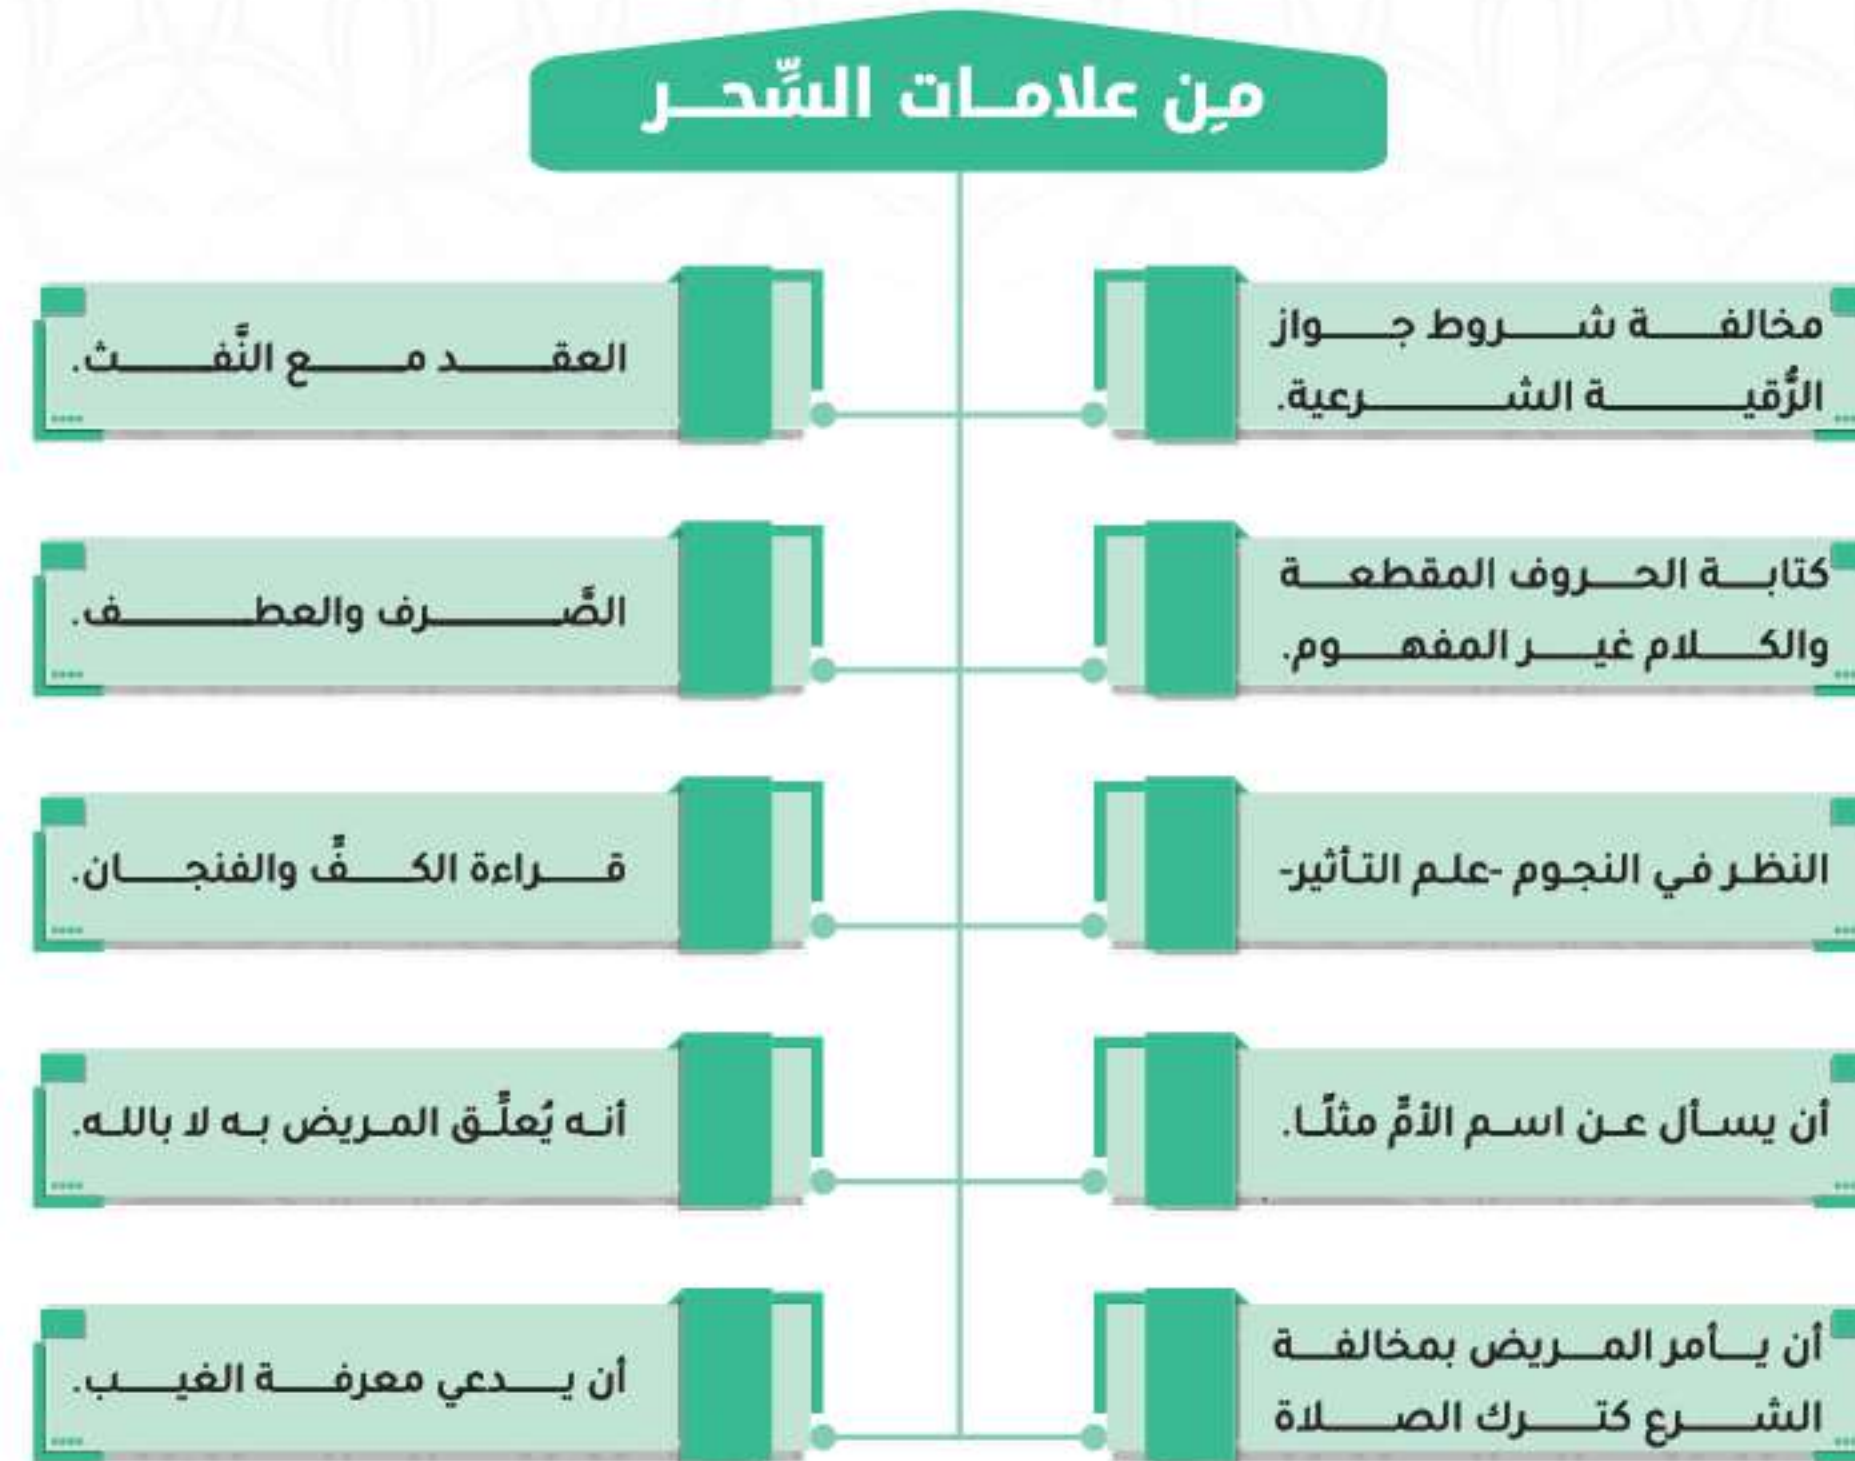 مِن علامات السِّحر
مخالفة شروط جواز
الرُّقية الشرعية.
العقد مع النَّفث.
كتابة الحروف المقطعة
والكلام غير المفهوم.
الصَّرف والعطف.
النظر في النجوم -علم التأثير-
قراءة الكفِّ والفنجان.
أن يسأل عن اسم الأمِّ مثلًا.
أنه يُعلِّق المريض به لا بالله.
أن يأمر المريض بمخالفة
الشرع كترك الصلاة
أن يدعي معرفة الغيب.